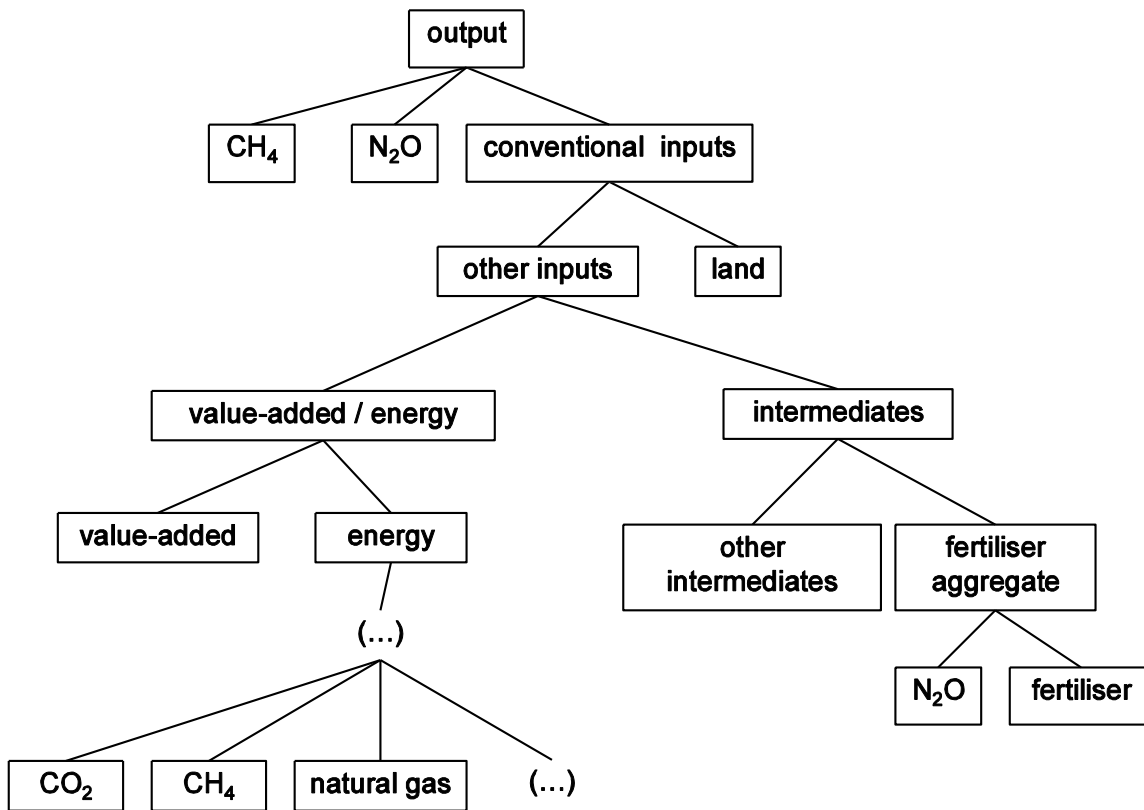 output
CH₄
N₂O
conventional inputs
other inputs
land
value-added / energy
intermediates
value-added
energy
other
intermediates
fertiliser
aggregate
(...)
N₂O
fertiliser
CO₂
CH₄
natural gas
(...)